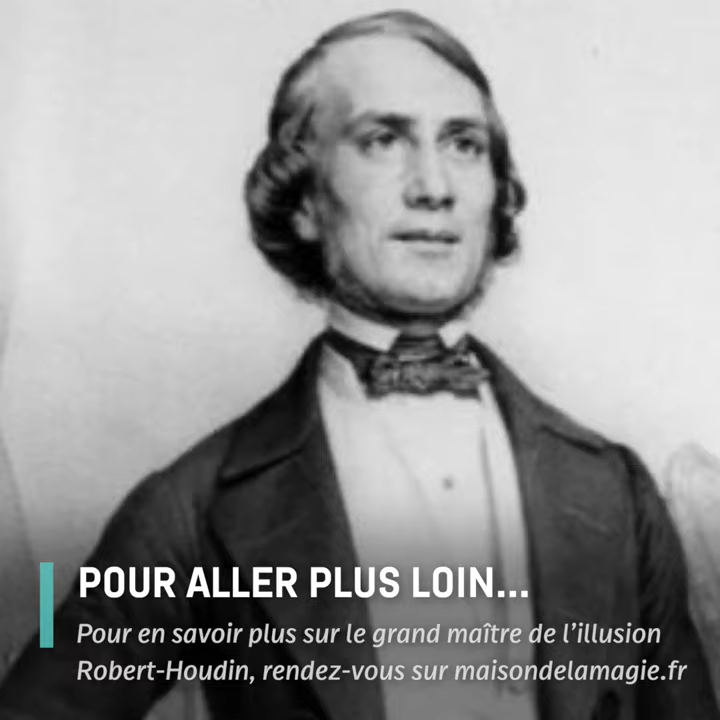 POUR ALLER PLUS LOIN...
Pour en savoir plus sur le grand maître de l’illusion
Robert-Houdin, rendez-vous sur maisondelamagie.fr